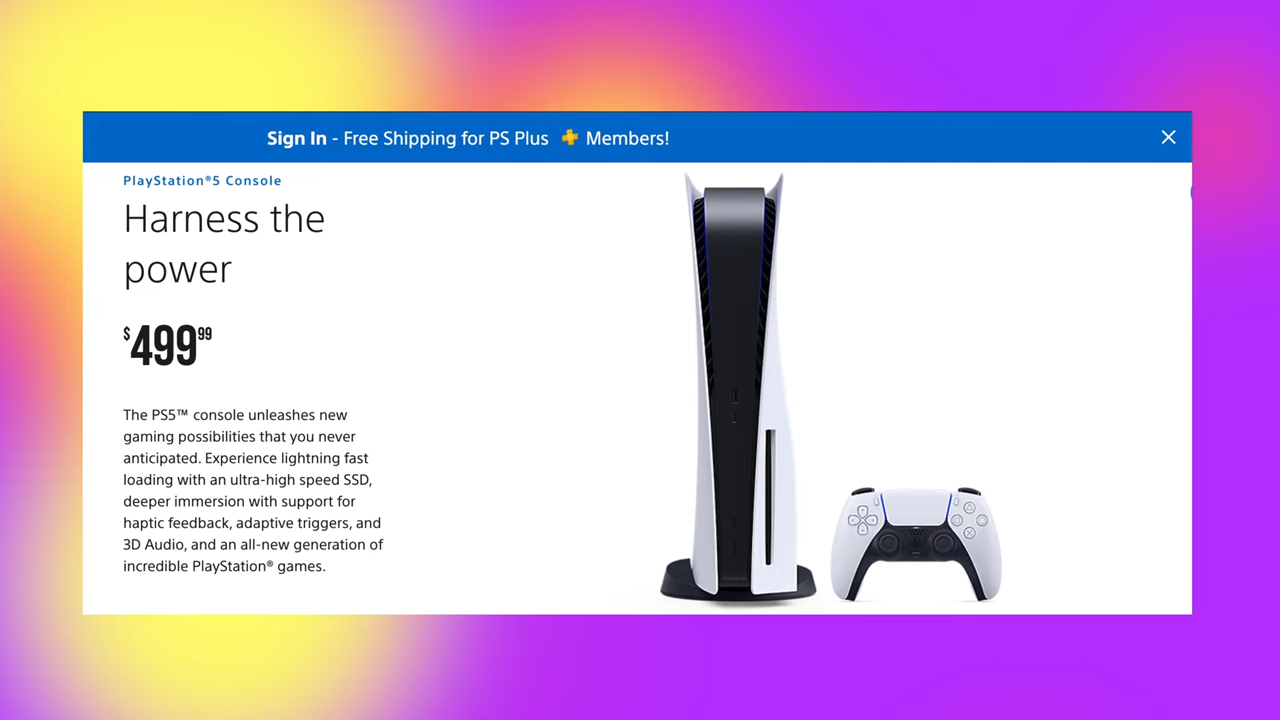 Sign In - Free Shipping for PS Plus Members!
PlayStation®5 Console
Harness the
power
$499.99
The PS5™ console unleashes new
gaming possibilities that you never
anticipated. Experience lightning fast
loading with an ultra-high speed SSD,
deeper immersion with support for
haptic feedback, adaptive triggers, and
3D Audio, and an all-new generation of
incredible PlayStation® games.